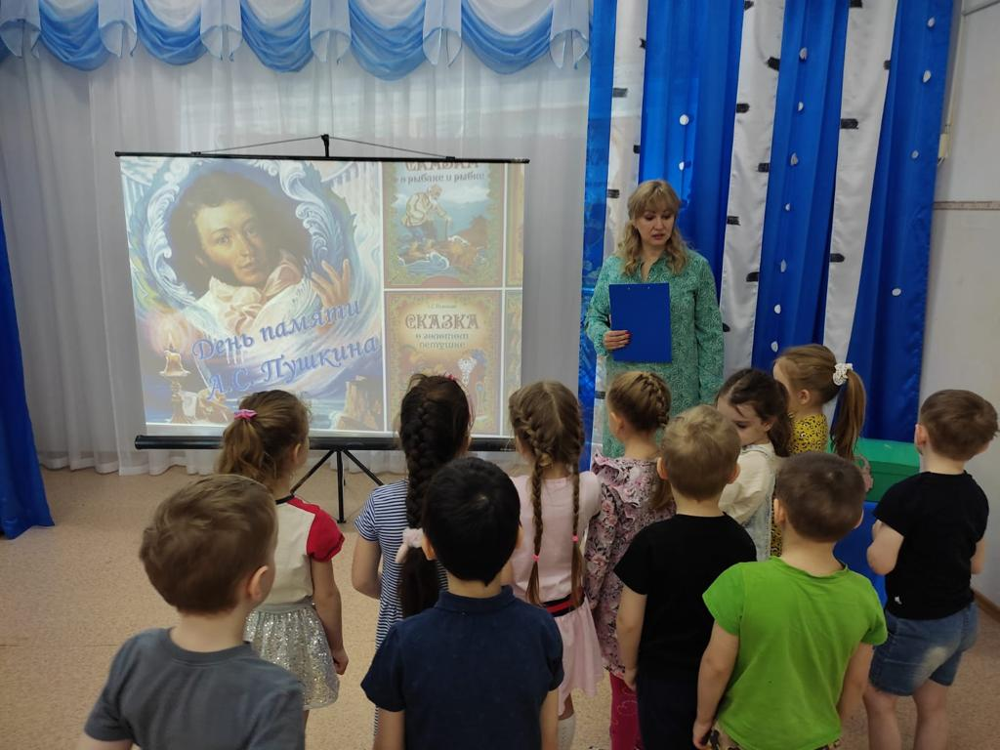 День памяти
А.С. Пушкина
СКАЗКА
о рыбаке и рыбке
СКАЗКА
о золотом
петушке